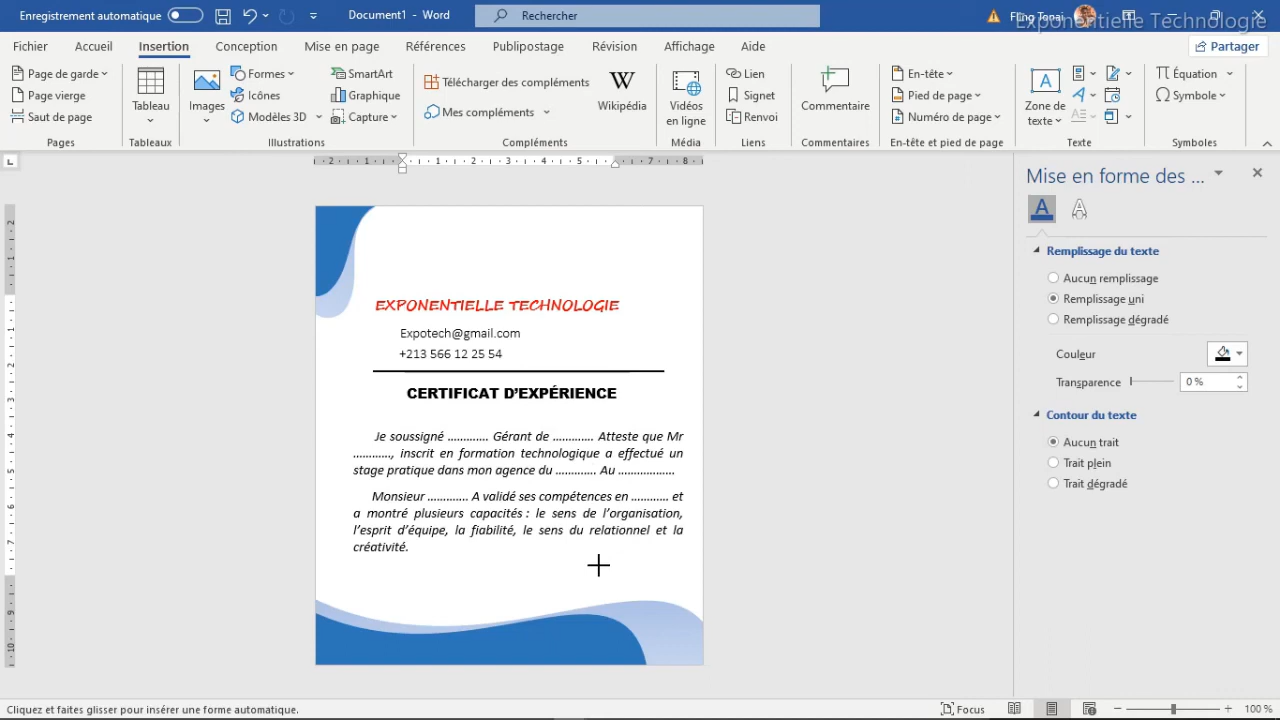 Enregistrement automatique
Document1 - Word
Rechercher
Fling Tonai
Exponentielle Technologie
Fichier Accueil Insertion Conception Mise en page Références Publipostage Révision Affichage Aide
Partager
Page de garde
Page vierge
Saut de page
Pages
Tableau
Tableaux
Images
Formes
Icônes
Modèles 3D
SmartArt
Graphique
Capture
Illustrations
Télécharger des compléments
Mes compléments
W
Wikipédia
Compléments
Vidéos
en ligne
Média
Lien
Signet
Renvoi
Liens
Commentaire
Commentaires
En-tête
Pied de page
Numéro de page
En-tête et pied de page
Zone de
texte
Texte
Équation
Symbole
Symboles
2 1 1 2 3 4 5 7 8
Mise en forme des ...
Remplissage du texte
Aucun remplissage
Remplissage uni
Remplissage dégradé
Couleur
Transparence 0 %
Contour du texte
Aucun trait
Trait plein
Trait dégradé
EXPONENTIELLE TECHNOLOGIE
Expotech@gmail.com
+213 566 12 25 54
CERTIFICAT D’EXPÉRIENCE
Je soussigné ............. Gérant de ............. Atteste que Mr
............, inscrit en formation technologique a effectué un
stage pratique dans mon agence du ............. Au ..................
Monsieur ............. A validé ses compétences en ............ et
a montré plusieurs capacités : le sens de l’organisation,
l’esprit d’équipe, la fiabilité, le sens du relationnel et la
créativité.
Cliquez et faites glisser pour insérer une forme automatique.
Focus
100 %